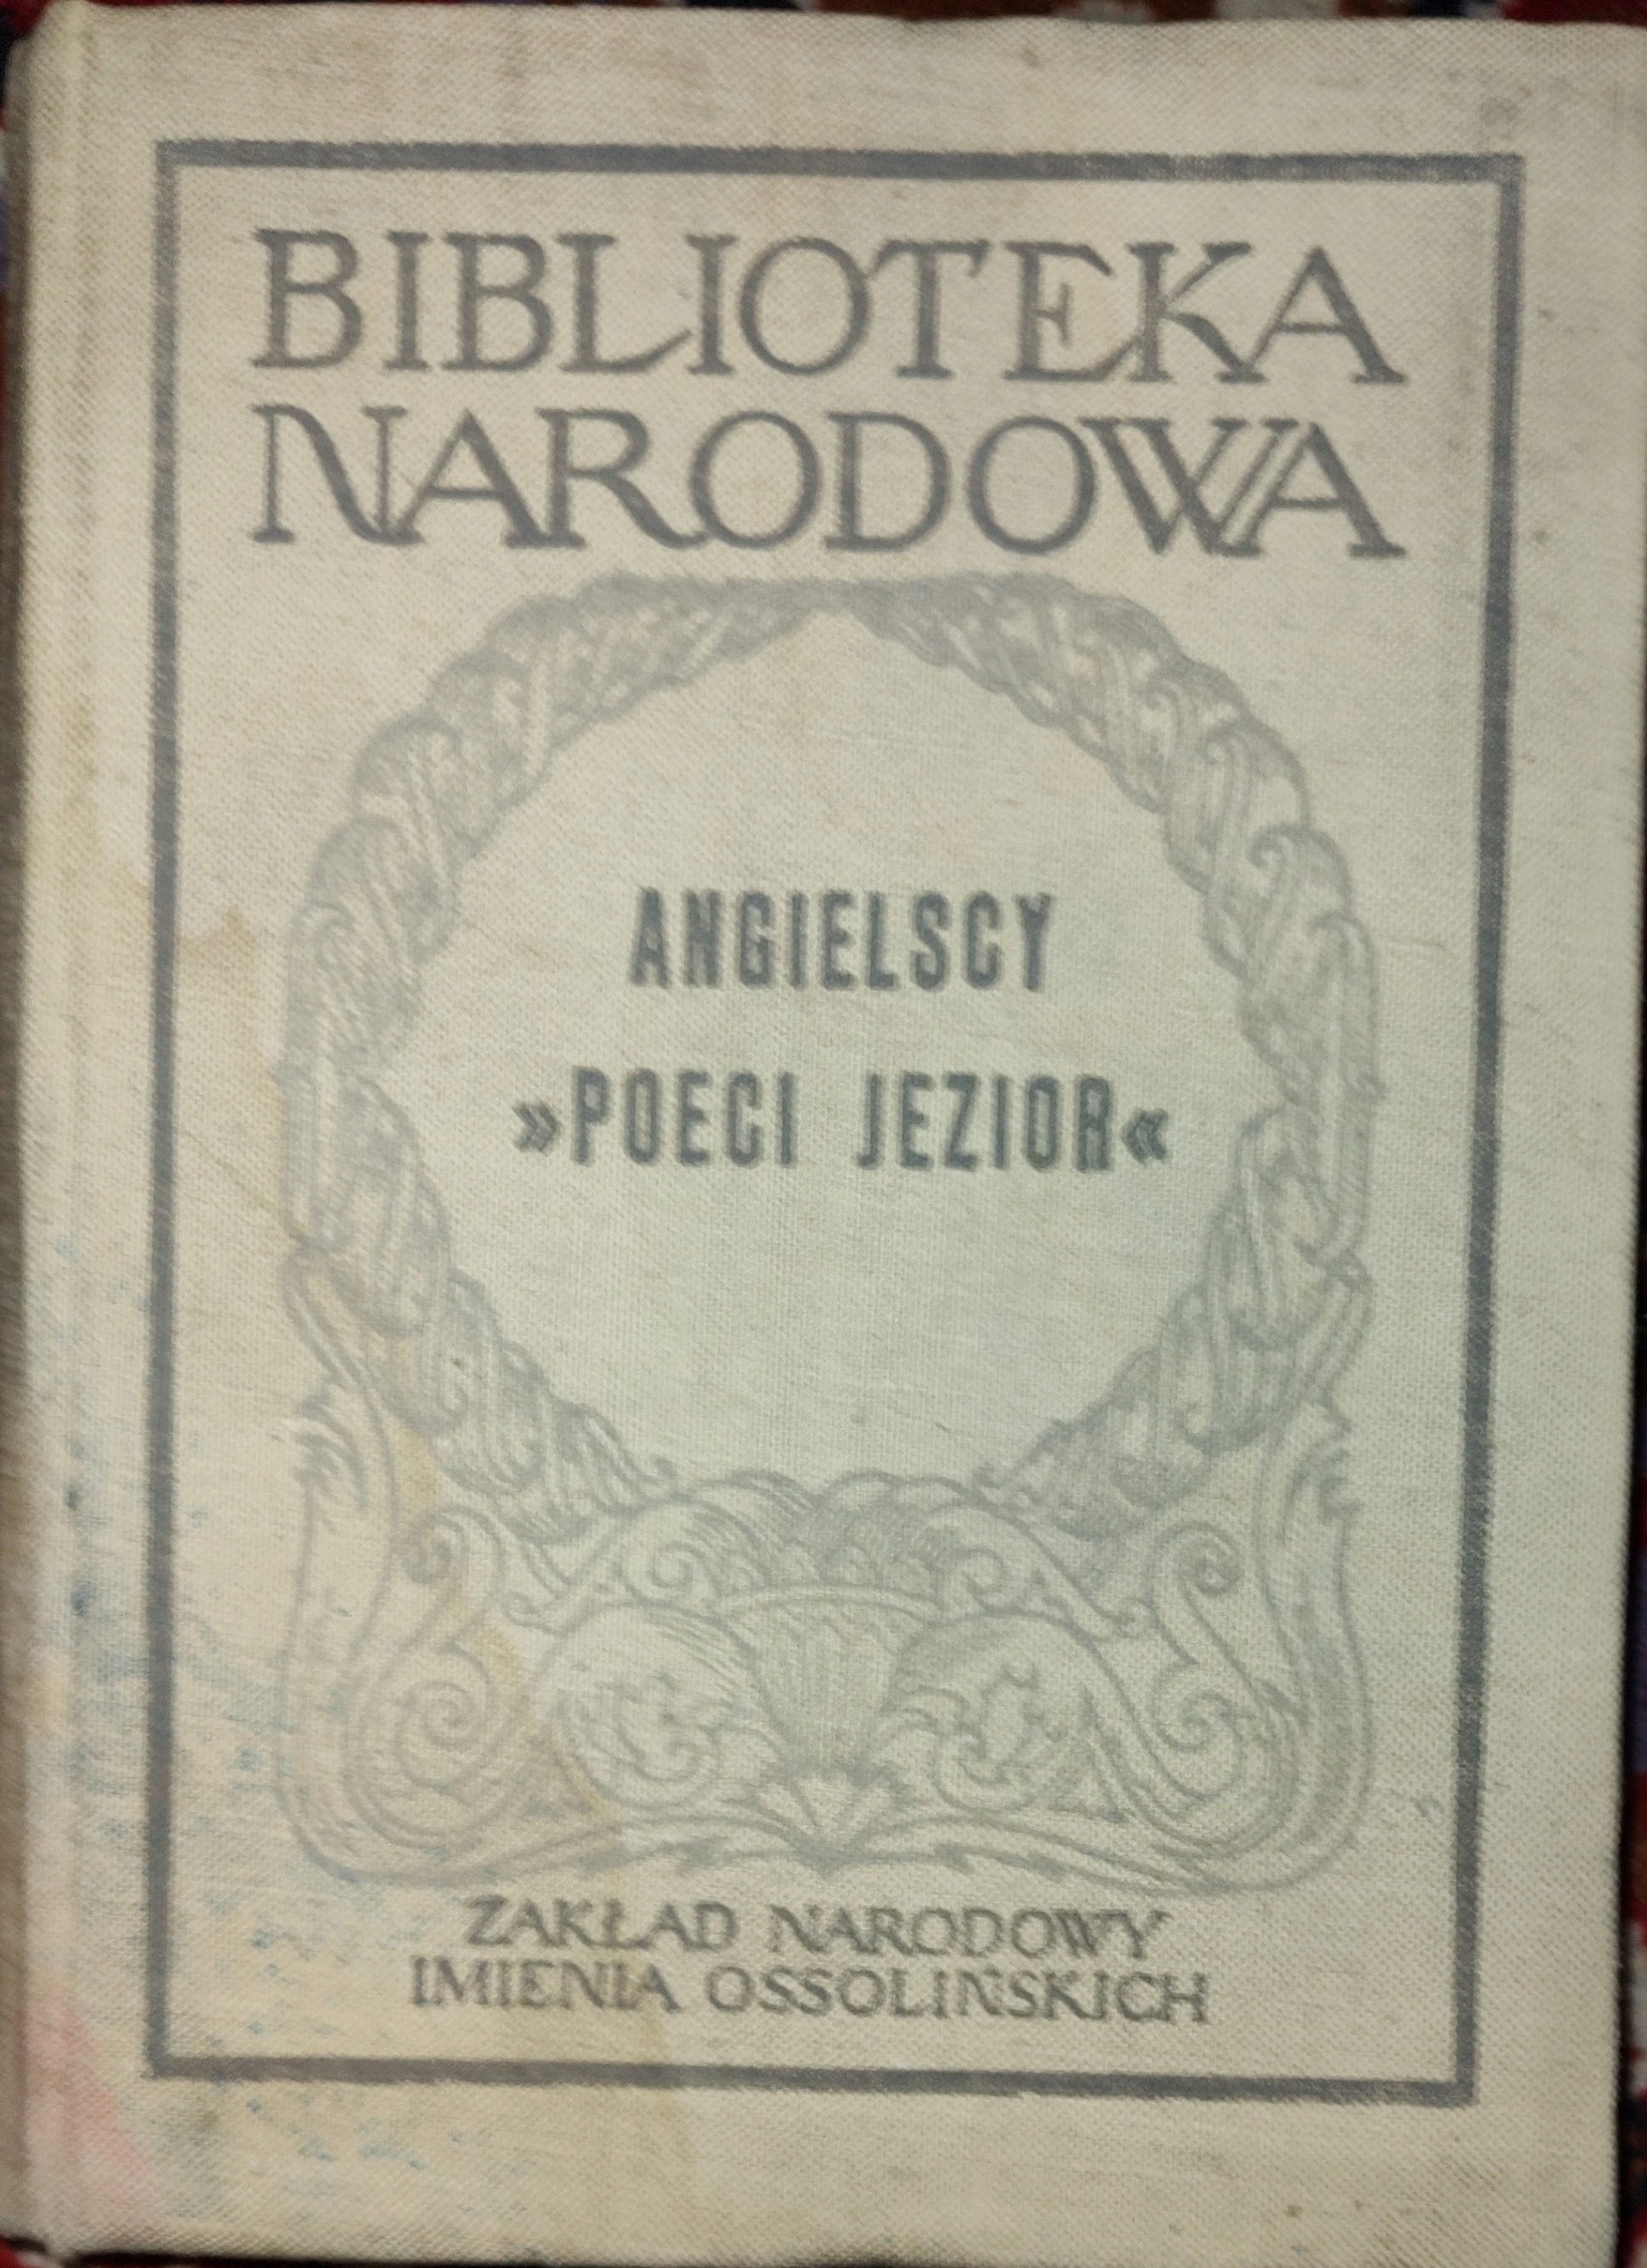 BIBLIOTEKA
NARODOWA
ANGIELSCY
»POECI JEZIOR«
ZAKŁAD NARODOWY
IMIENIA OSSOLIŃSKICH